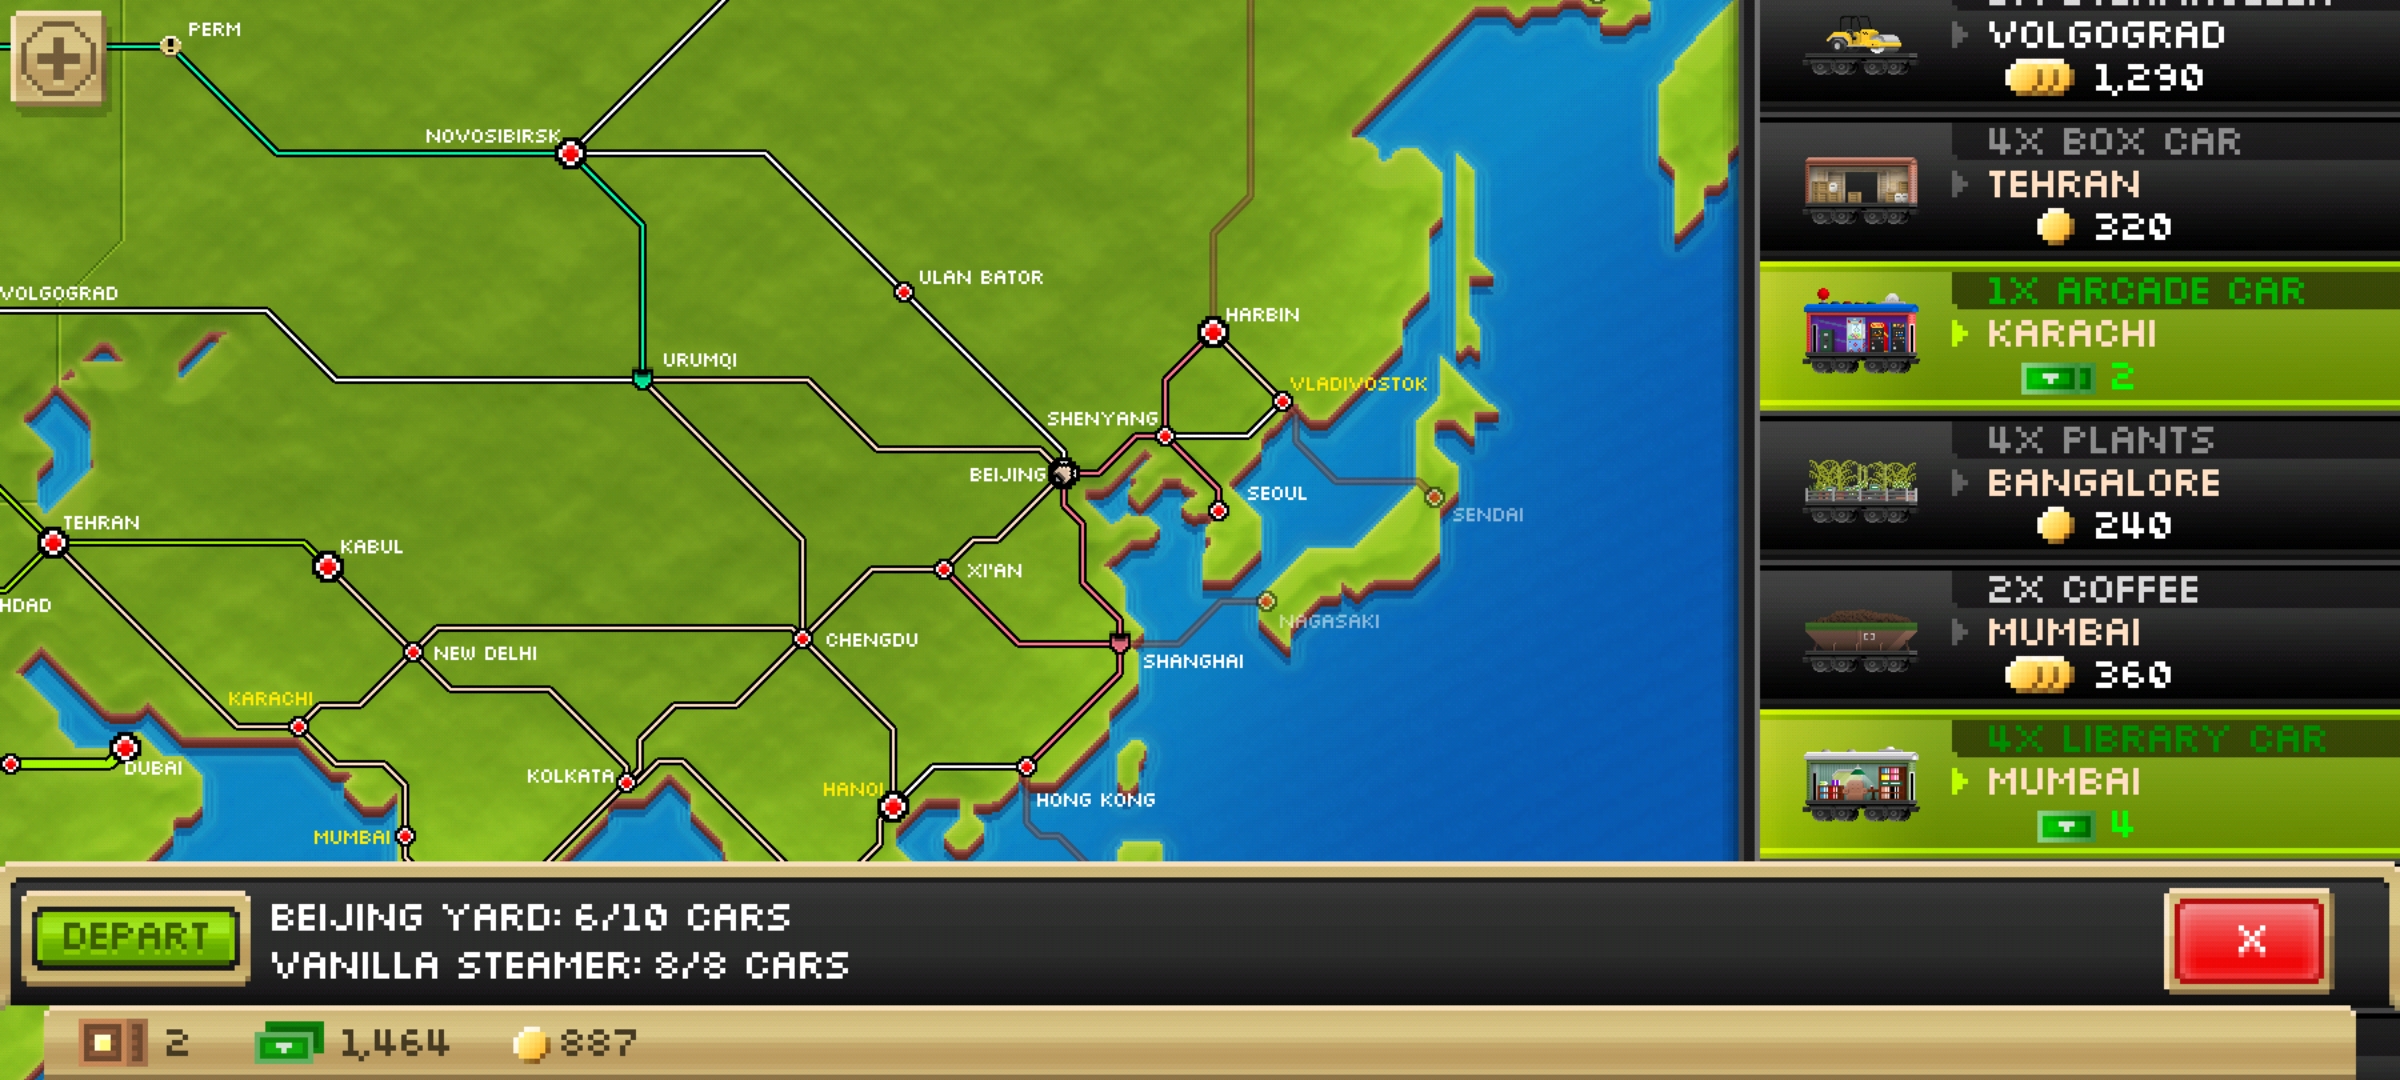 PERM
NOVOSIBIRSK
ULAN BATOR
VOLGOGRAD
HARBIN
URUMQI
VLADIVOSTOK
SHENYANG
BEIJING
SEOUL
SENDAI
TEHRAN
KABUL
XI'AN
HDAD
NAGASAKI
CHENGDU
NEW DELHI
SHANGHAI
KARACHI
DUBAI
KOLKATA
HANOI
HONG KONG
MUMBAI
VOLGOGRAD
1,290
4X BOX CAR
TEHRAN
320
1X ARCADE CAR
KARACHI
2
4X PLANTS
BANGALORE
240
2X COFFEE
MUMBAI
360
4X LIBRARY CAR
MUMBAI
4
DEPART
BEIJING YARD: 6/10 CARS
VANILLA STEAMER: 8/8 CARS
X
2
1,464
887